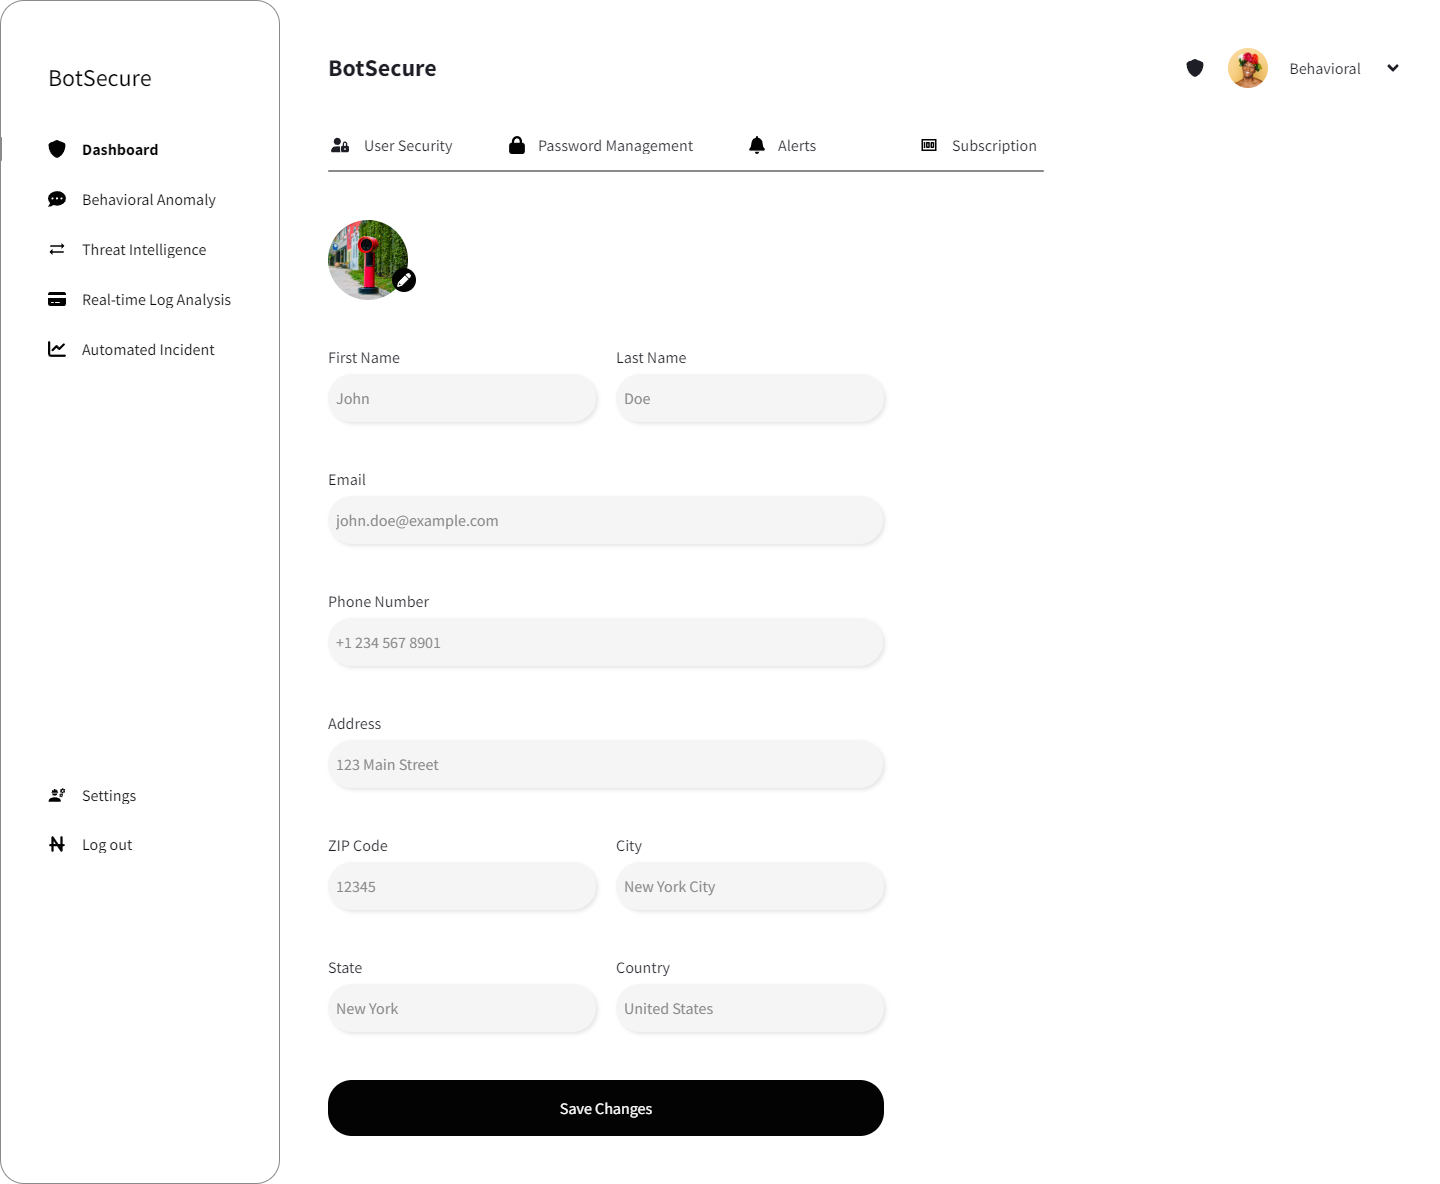 BotSecure
Dashboard
Behavioral Anomaly
Threat Intelligence
Real-time Log Analysis
Automated Incident
Settings
Log out
BotSecure
Behavioral
User Security
Password Management
Alerts
Subscription
First Name
Last Name
John
Doe
Email
john.doe@example.com
Phone Number
+1 234 567 8901
Address
123 Main Street
ZIP Code
City
12345
New York City
State
Country
New York
United States
Save Changes